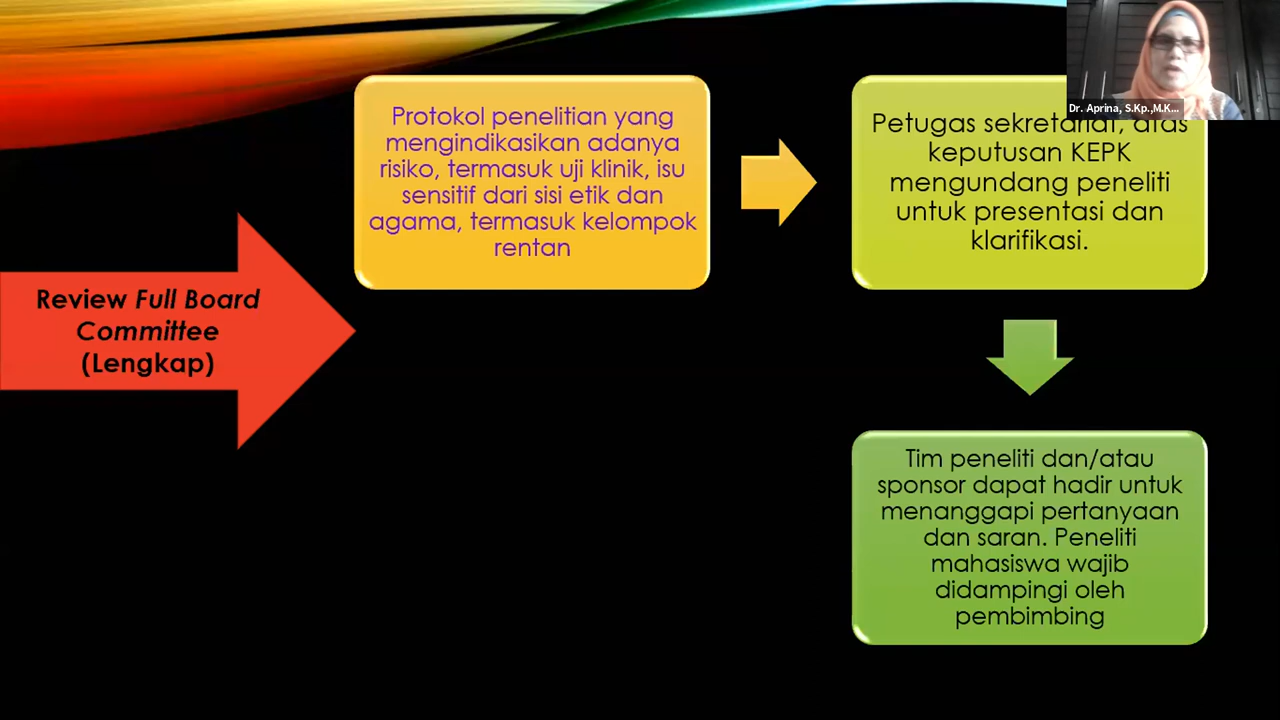 Dr. Aprina, S.Kp.,M.K...
Protokol penelitian yang
mengindikasikan adanya
risiko, termasuk uji klinik, isu
sensitif dari sisi etik dan
agama, termasuk kelompok
rentan
Petugas sekretariat, atas
keputusan KEPK
mengundang peneliti
untuk presentasi dan
klarifikasi.
Review Full Board
Committee
(Lengkap)
Tim peneliti dan/atau
sponsor dapat hadir untuk
menanggapi pertanyaan
dan saran. Peneliti
mahasiswa wajib
didampingi oleh
pembimbing